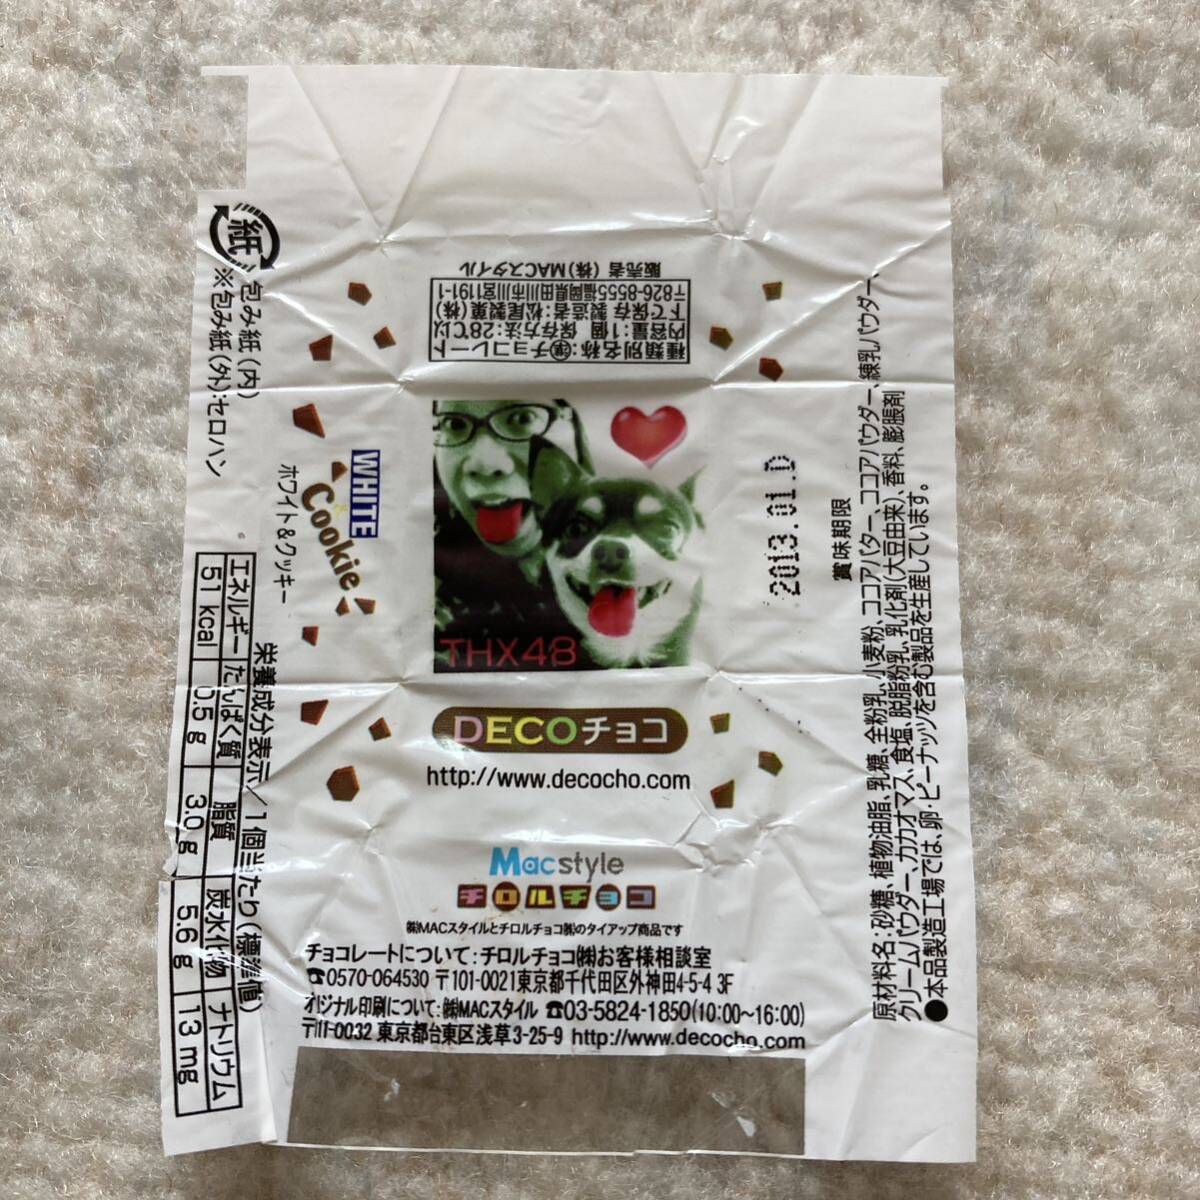 販売者 (株)MACスタイル
種類別名称:㊬チョコレート
内容量:1個 保存方法:28℃以
下で保存 製造者:松尾製菓(株)
〒826-8555福岡県田川市川宮1191-1
紙
包み紙(内)
※包み紙(外):セロハン
WHITE
Cookie
ホワイト&クッキー
THX48
2013.01.D
賞味期限
原材料名:砂糖、植物油脂、乳糖、全粉乳、小麦粉、ココアバター、ココアパウダー、練乳パウダー、
クリームパウダー、カカオマス、食塩、脱脂粉乳、乳化剤(大豆由来)、香料、膨脹剤
●本品製造工場では、卵・ピーナッツを含む製品を生産しています。
栄養成分表示/1個当たり(標準値)
エネルギー たんぱく質 脂質 炭水化物 ナトリウム
51 kcal 0.5 g 3.0 g 5.6 g 13 mg
DECOチョコ
http://www.decocho.com
Macstyle
チロルチョコ
㈱MACスタイルとチロルチョコ㈱のタイアップ商品です
チョコレートについて:チロルチョコ㈱お客様相談室
☎0570-064530 〒101-0021東京都千代田区外神田4-5-4 3F
オリジナル印刷について:㈱MACスタイル ☎03-5824-1850(10:00~16:00)
〒111-0032 東京都台東区浅草3-25-9 http://www.decocho.com